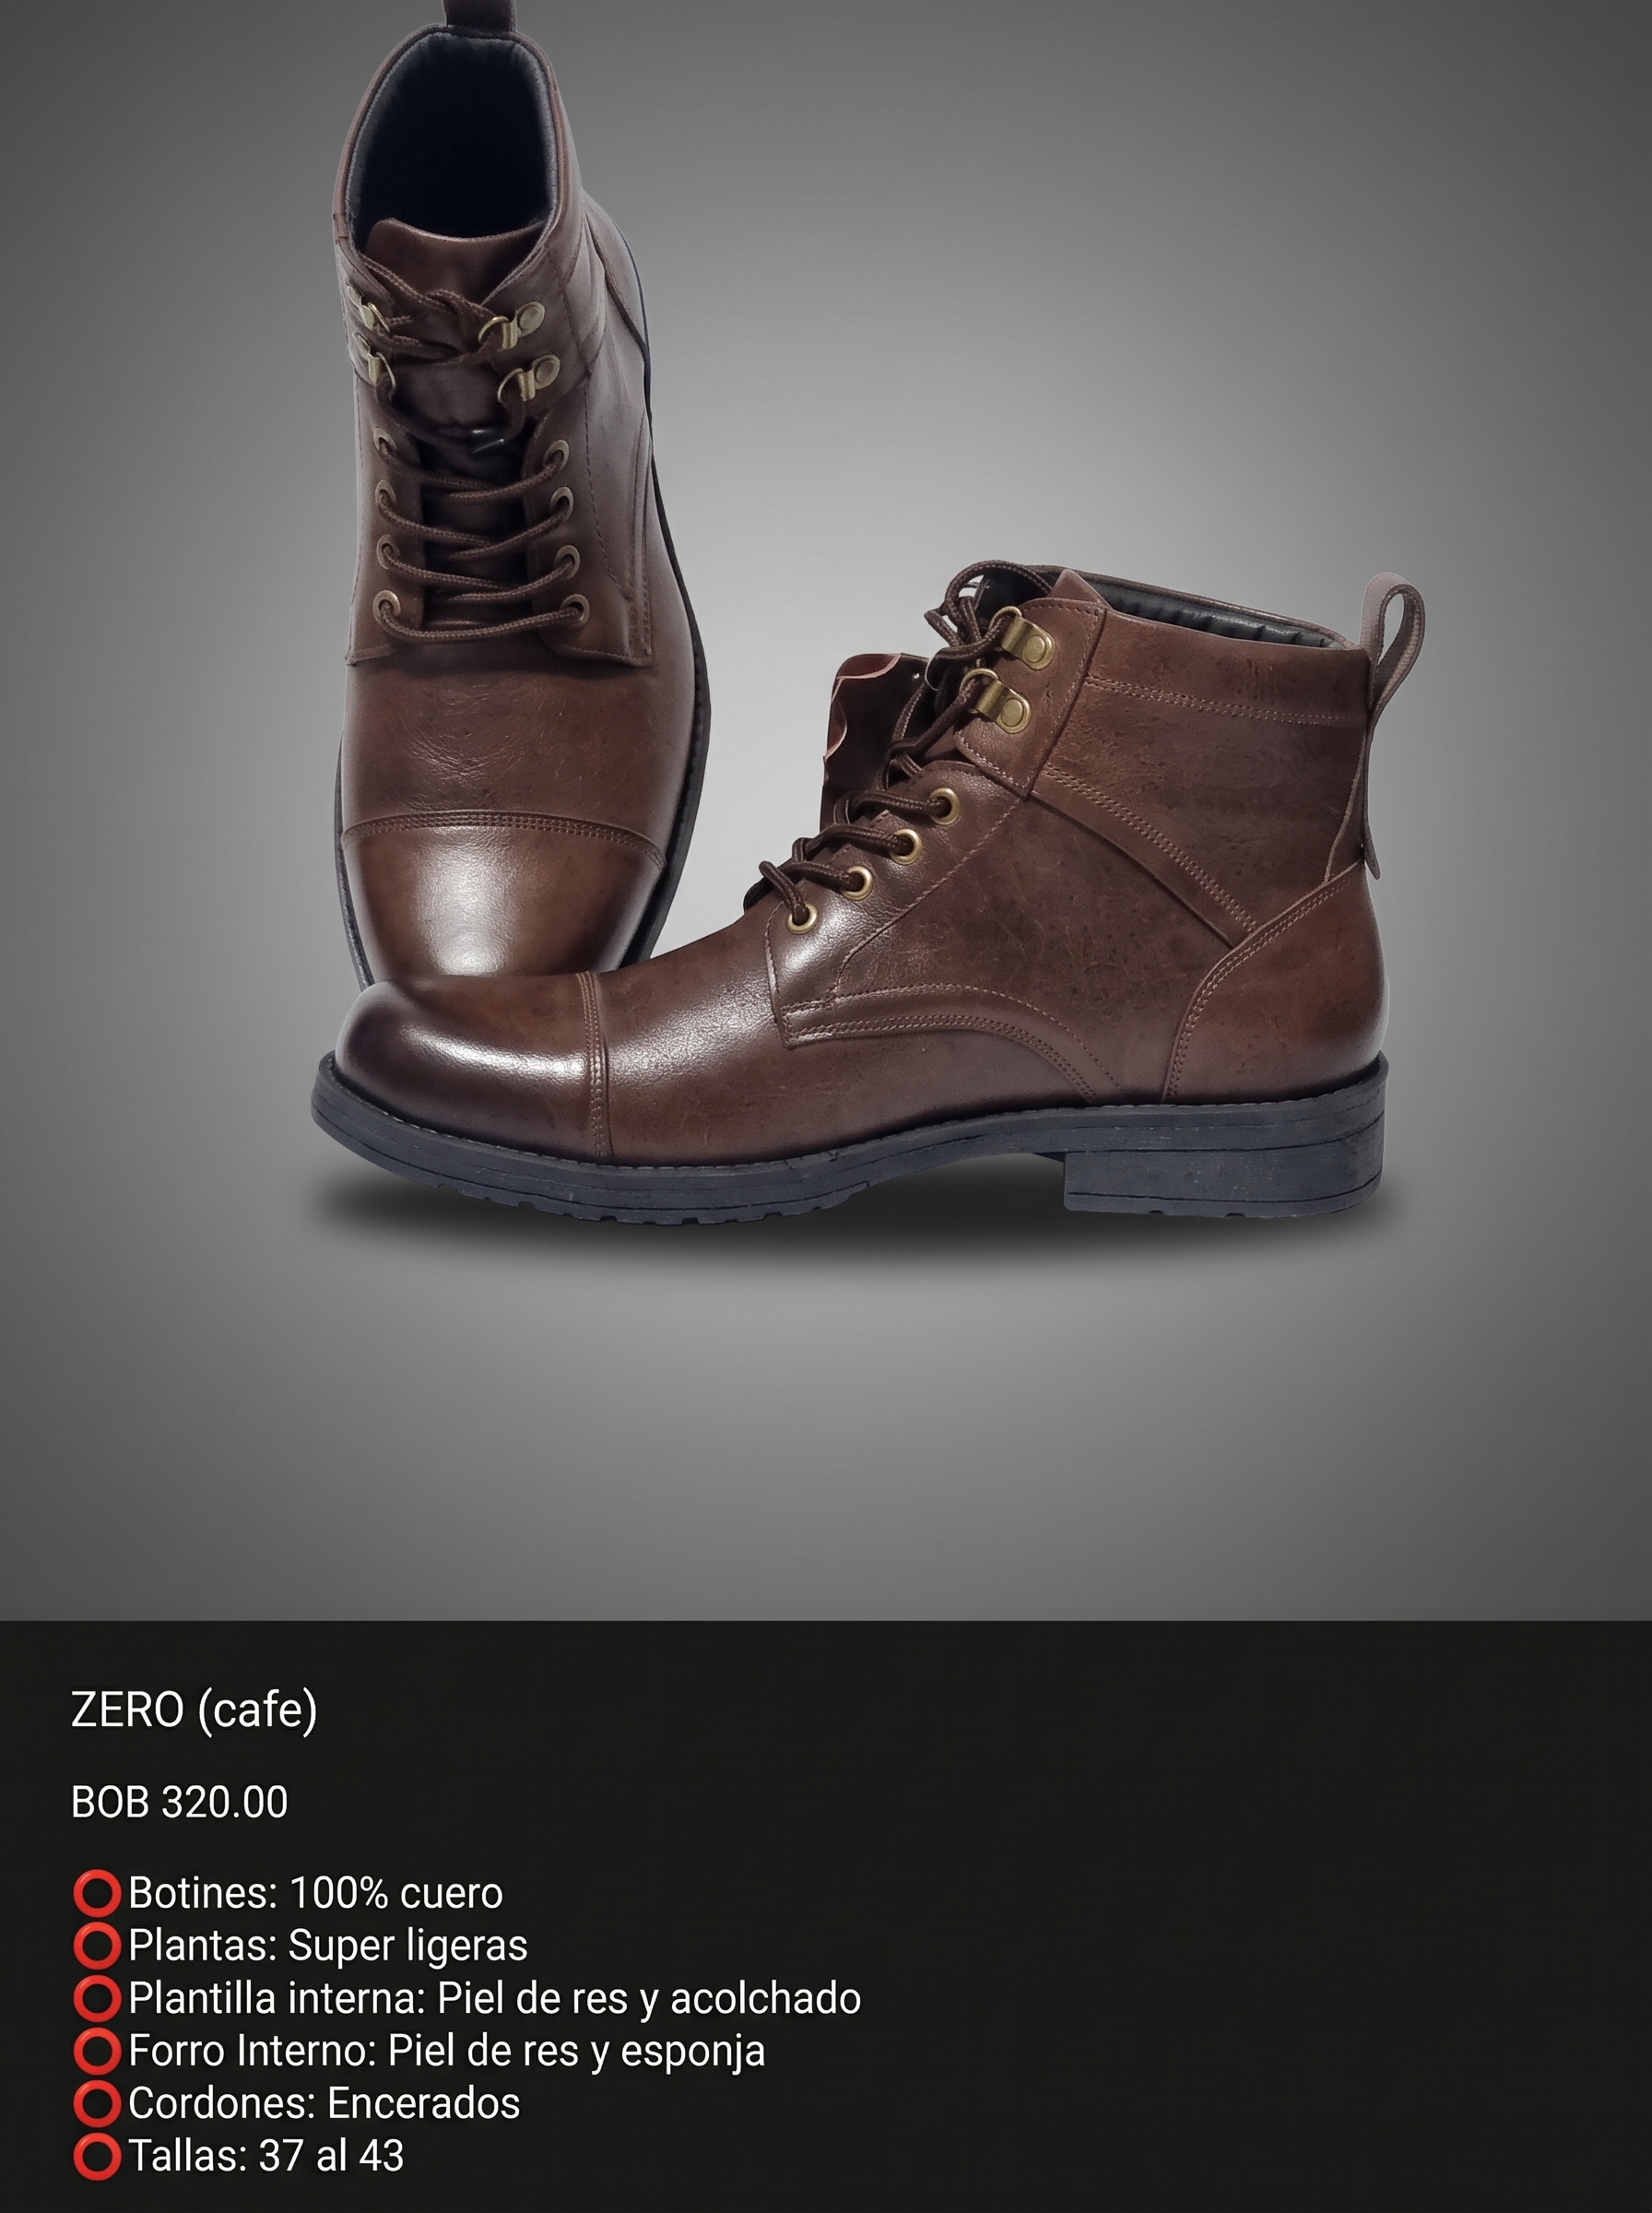 ZERO (cafe)
BOB 320.00
⭕Botines: 100% cuero
⭕Plantas: Super ligeras
⭕Plantilla interna: Piel de res y acolchado
⭕Forro Interno: Piel de res y esponja
⭕Cordones: Encerados
⭕Tallas: 37 al 43